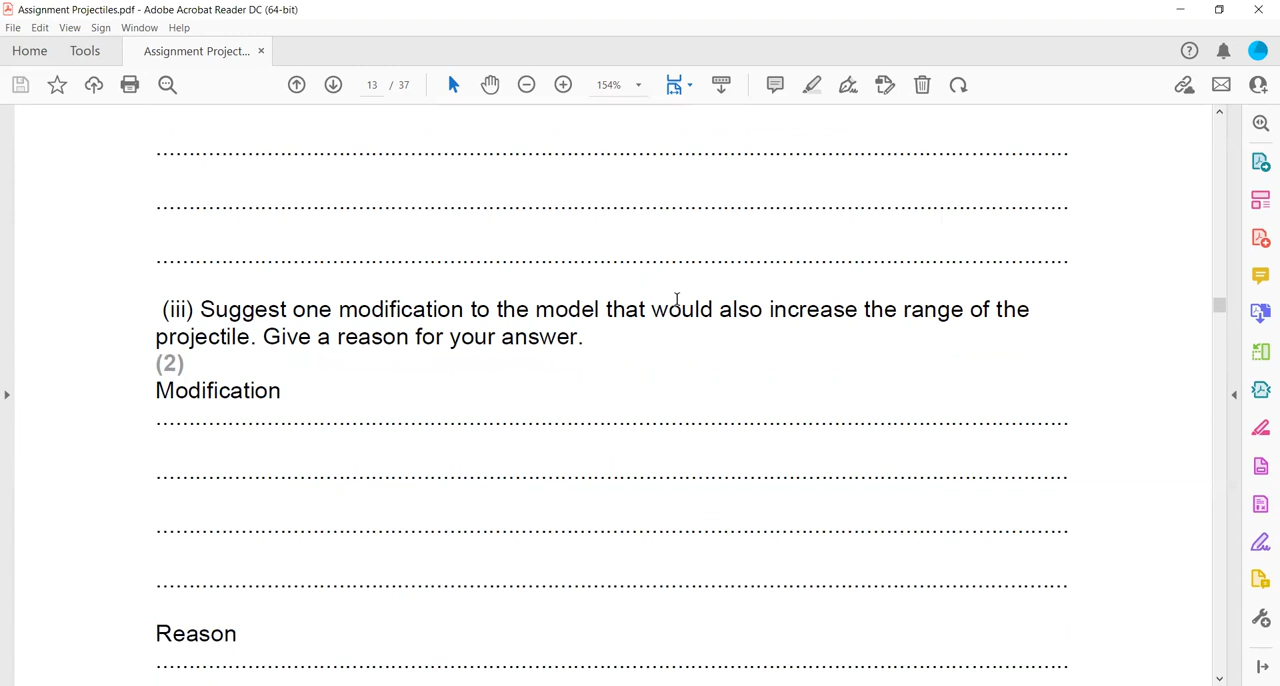 Assignment Projectiles.pdf - Adobe Acrobat Reader DC (64-bit)
File Edit View Sign Window Help
Home Tools Assignment Project... ×
13 / 37 154%
(iii) Suggest one modification to the model that would also increase the range of the
projectile. Give a reason for your answer.
(2)
Modification
Reason